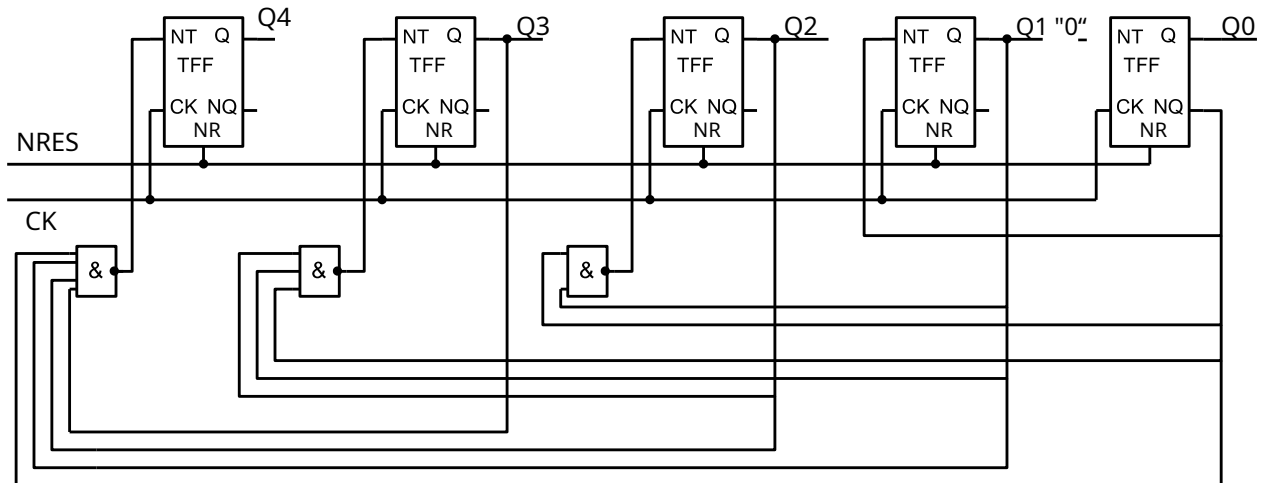 Q4 Q3 Q2 Q1 "0“ Q0
NT Q NT Q NT Q NT Q NT Q
TFF TFF TFF TFF TFF
CK NQ CK NQ CK NQ CK NQ CK NQ
NR NR NR NR NR
NRES
CK
& & &